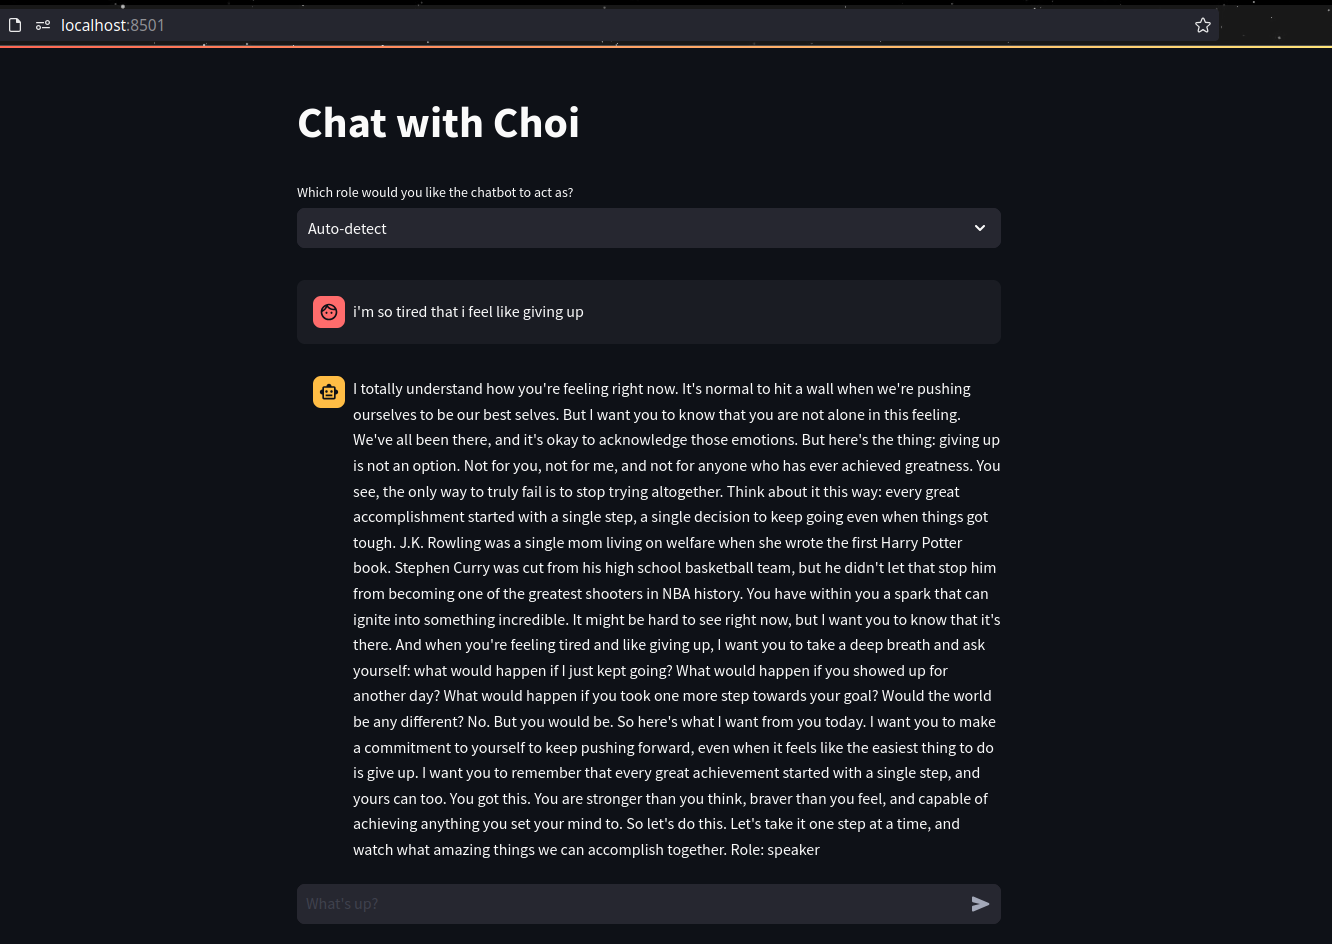 localhost:8501
Chat with Choi
Which role would you like the chatbot to act as?
Auto-detect
i'm so tired that i feel like giving up
I totally understand how you're feeling right now. It's normal to hit a wall when we're pushing
ourselves to be our best selves. But I want you to know that you are not alone in this feeling.
We've all been there, and it's okay to acknowledge those emotions. But here's the thing: giving up
is not an option. Not for you, not for me, and not for anyone who has ever achieved greatness. You
see, the only way to truly fail is to stop trying altogether. Think about it this way: every great
accomplishment started with a single step, a single decision to keep going even when things got
tough. J.K. Rowling was a single mom living on welfare when she wrote the first Harry Potter
book. Stephen Curry was cut from his high school basketball team, but he didn't let that stop him
from becoming one of the greatest shooters in NBA history. You have within you a spark that can
ignite into something incredible. It might be hard to see right now, but I want you to know that it's
there. And when you're feeling tired and like giving up, I want you to take a deep breath and ask
yourself: what would happen if I just kept going? What would happen if you showed up for
another day? What would happen if you took one more step towards your goal? Would the world
be any different? No. But you would be. So here's what I want from you today. I want you to make
a commitment to yourself to keep pushing forward, even when it feels like the easiest thing to do
is give up. I want you to remember that every great achievement started with a single step, and
yours can too. You got this. You are stronger than you think, braver than you feel, and capable of
achieving anything you set your mind to. So let's do this. Let's take it one step at a time, and
watch what amazing things we can accomplish together. Role: speaker
What's up?